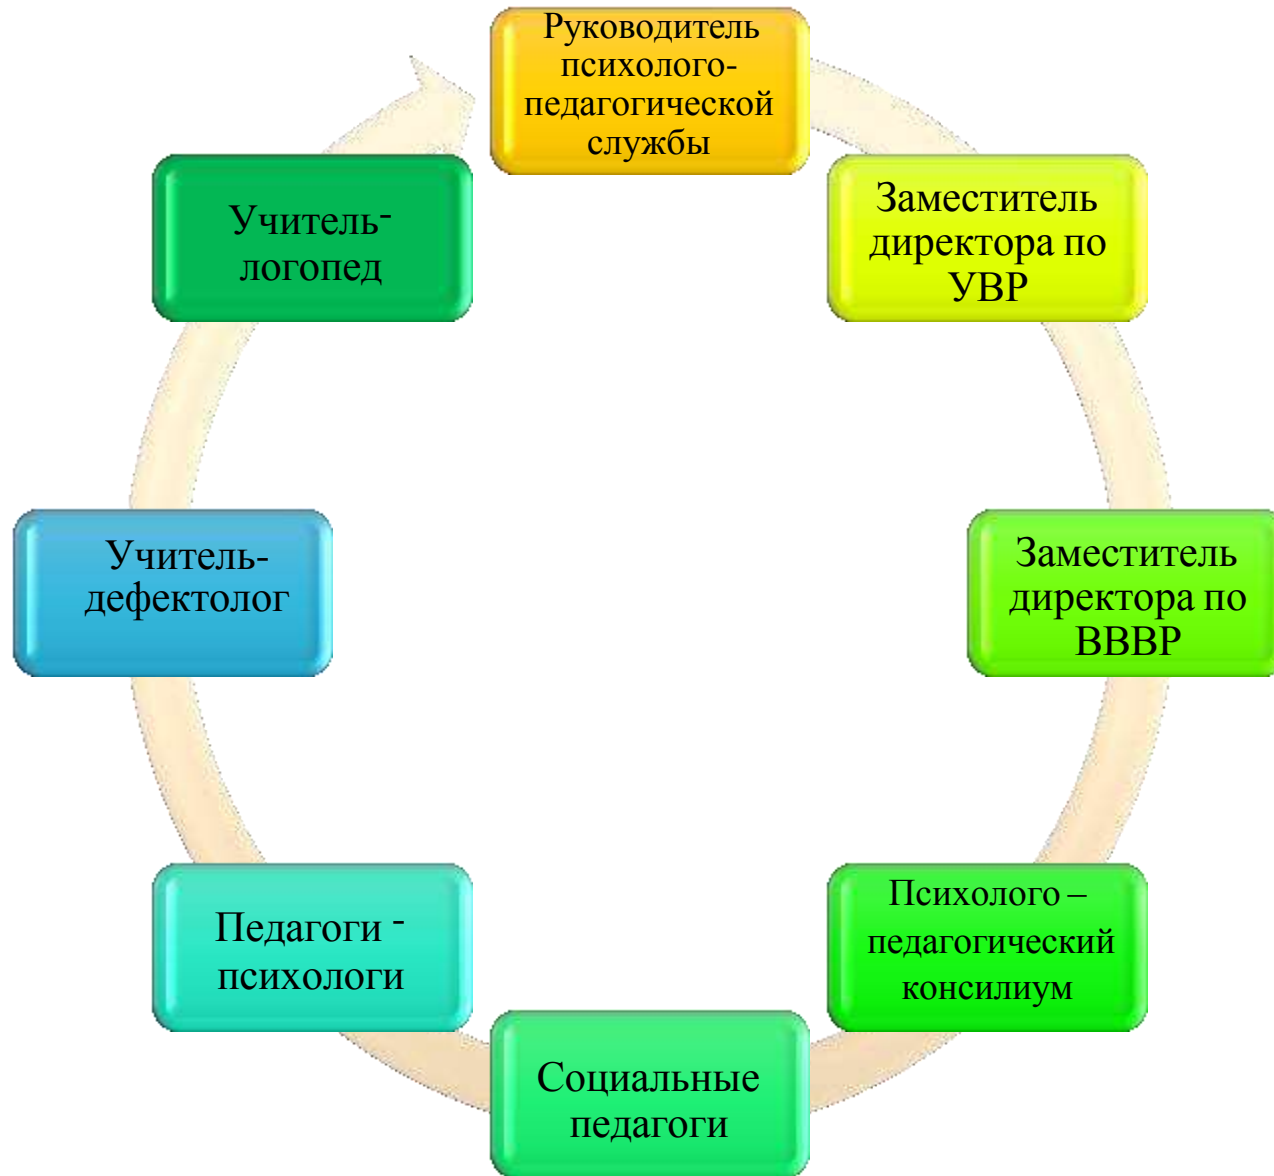 Руководитель
психолого-
педагогической
службы
Заместитель
директора по
УВР
Заместитель
директора по
ВВВР
Психолого –
педагогический
консилиум
Социальные
педагоги
Педагоги -
психологи
Учитель-
дефектолог
Учитель-
логопед